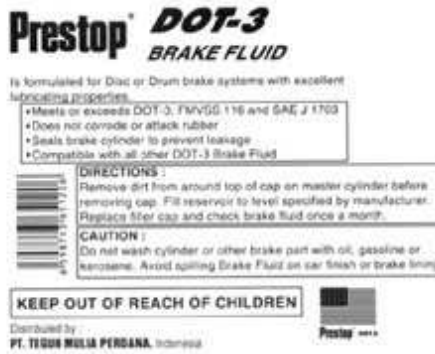 Prestop DOT-3
BRAKE FLUID
Is formulated for Disc or Drum brake systems with excellent
lubricating properties.
•Meets or exceeds DOT-3, FMVSS 116 and SAE J 1703
•Does not corrode or attack rubber
•Seals brake cylinder to prevent leakage
•Compatible with all other DOT-3 Brake Fluid
DIRECTIONS :
Remove dirt from around top of cap on master cylinder before
removing cap. Fill reservoir to level specified by manufacturer.
Replace filler cap and check brake fluid once a month.
CAUTION :
Do not wash cylinder or other brake part with oil, gasoline or
kerosene. Avoid spilling Brake Fluid on car finish or brake lining
KEEP OUT OF REACH OF CHILDREN
Distributed by :
PT. TEGUH MULIA PERDANA, Indonesia
Prestop